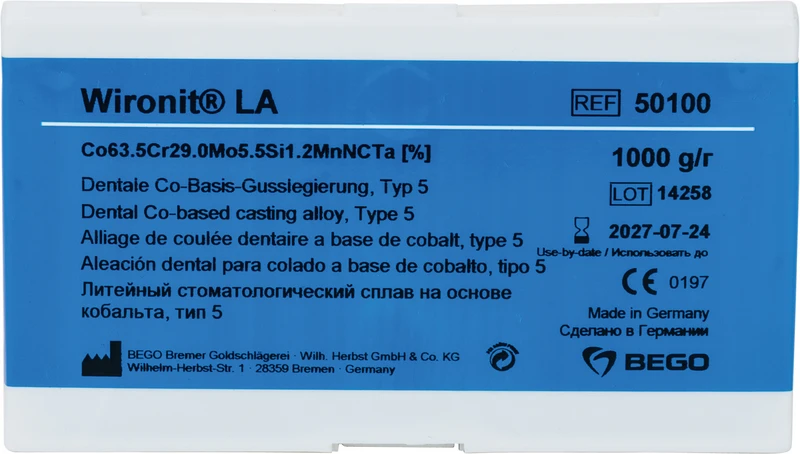 Wironit® LA
REF 50100
Co63.5Cr29.0Mo5.5Si1.2MnNCTa [%]
1000 g/г
Dentale Co-Basis-Gusslegierung, Typ 5
LOT 14258
Dental Co-based casting alloy, Type 5
2027-07-24
Alliage de coulée dentaire a base de cobalt, type 5
Use-by-date / Использовать до
Aleación dental para colado a base de cobalto, tipo 5
CE 0197
Литейный стоматологический сплав на основе
кобальта, тип 5
Made in Germany
Сделано в Германии
BEGO Bremer Goldschlägerei · Wilh. Herbst GmbH & Co. KG
Wilhelm-Herbst-Str. 1 · 28359 Bremen · Germany
BEGO